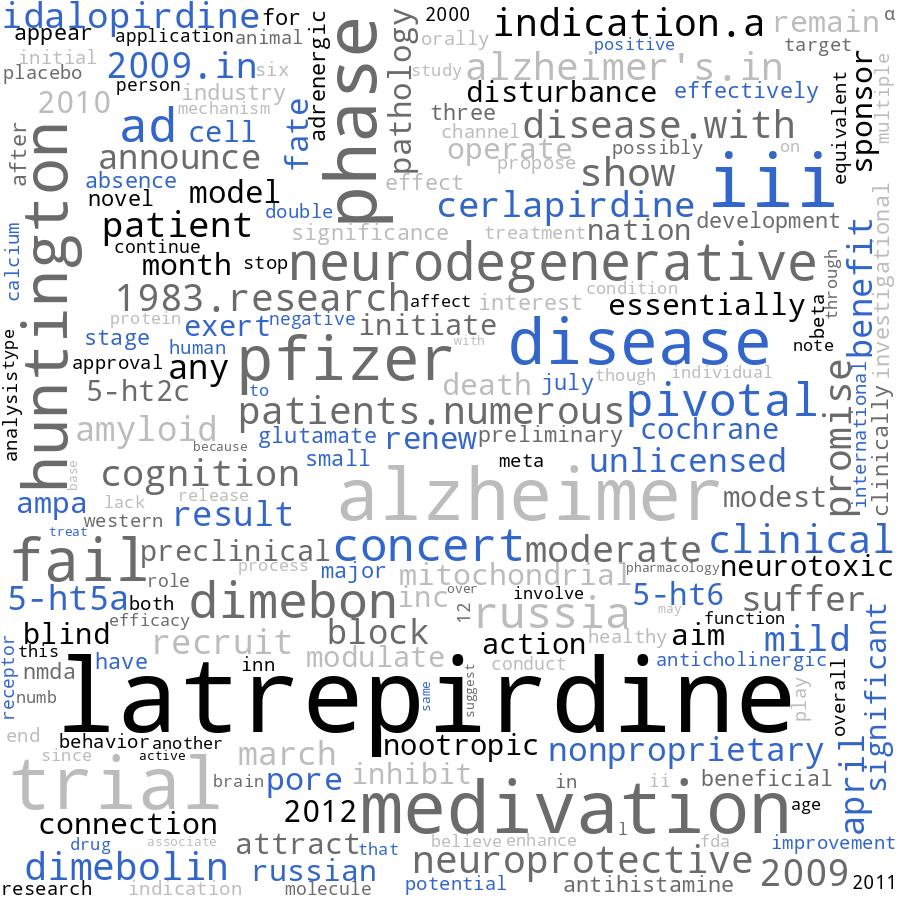 idalopirdine
for
2000
indication.a
remain
α
appear
application
animal
adrenergic
phase
pathology
orally
positive
target
initial
2009.in
six
placebo
person
industry
study
alzheimer's.in
disturbance
effectively
sponsor
multiple
equivalent
2010
mechanism
three
ad
cell
fate
channel
disease.with
operate
possibly
on
propose
after
announce
show
iii
absence
model
effect
novel
double
cerlapirdine
development
patient
significance
treatment
nation
continue
huntington
calcium
month
stop
neurodegenerative
through
benefit
investigational
1983.research
affect
interest
condition
essentially
beta
protein
exert
negative
initiate
disease
note
stage
human
with
type
approval
any
pfizer
death
july
though
individual
5-ht2c
to
patients.numerous
pivotal
promise
international
clinically
analysis
amyloid
glutamate
renew
preliminary
cochrane
because
small
meta
unlicensed
base
cognition
alzheimer
modest
ampa
lack
release
western
result
treat
concert
moderate
clinical
fail
preclinical
process
major
mitochondrial
pharmacology
neurotoxic
role
5-ht5a
both
dimebon
over
inc
12
russia
involve
5-ht6
may
suffer
efficacy
function
blind
recruit
block
action
healthy
aim
mild
this
have
inn
modulate
conduct
anticholinergic
significant
receptor
nmda
numb
latrepirdine
same
suggest
play
overall
end
behavior
another
nootropic
nonproprietary
april
since
active
march
trial
brain
pore
inhibit
in
ii
beneficial
2012
medivation
age
connection
l
drug
associate
attract
that
believe
enhance
fda
improvement
dimebolin
russian
neuroprotective
2009
2011
research
indication
molecule
potential
antihistamine